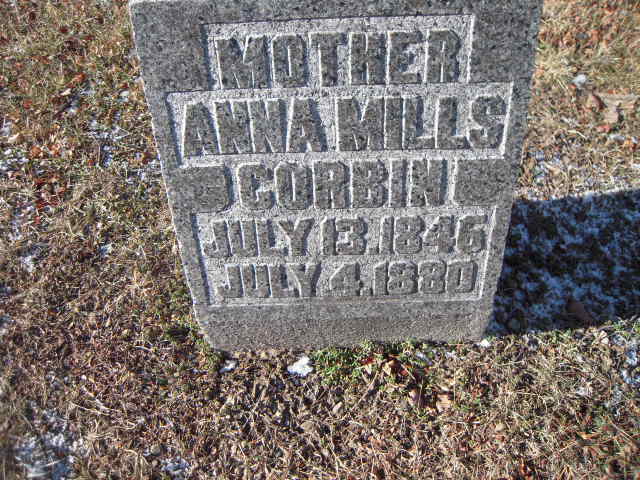 MOTHER
ANNA MILLS
CORBIN
JULY 13, 1846
JULY 4, 1880